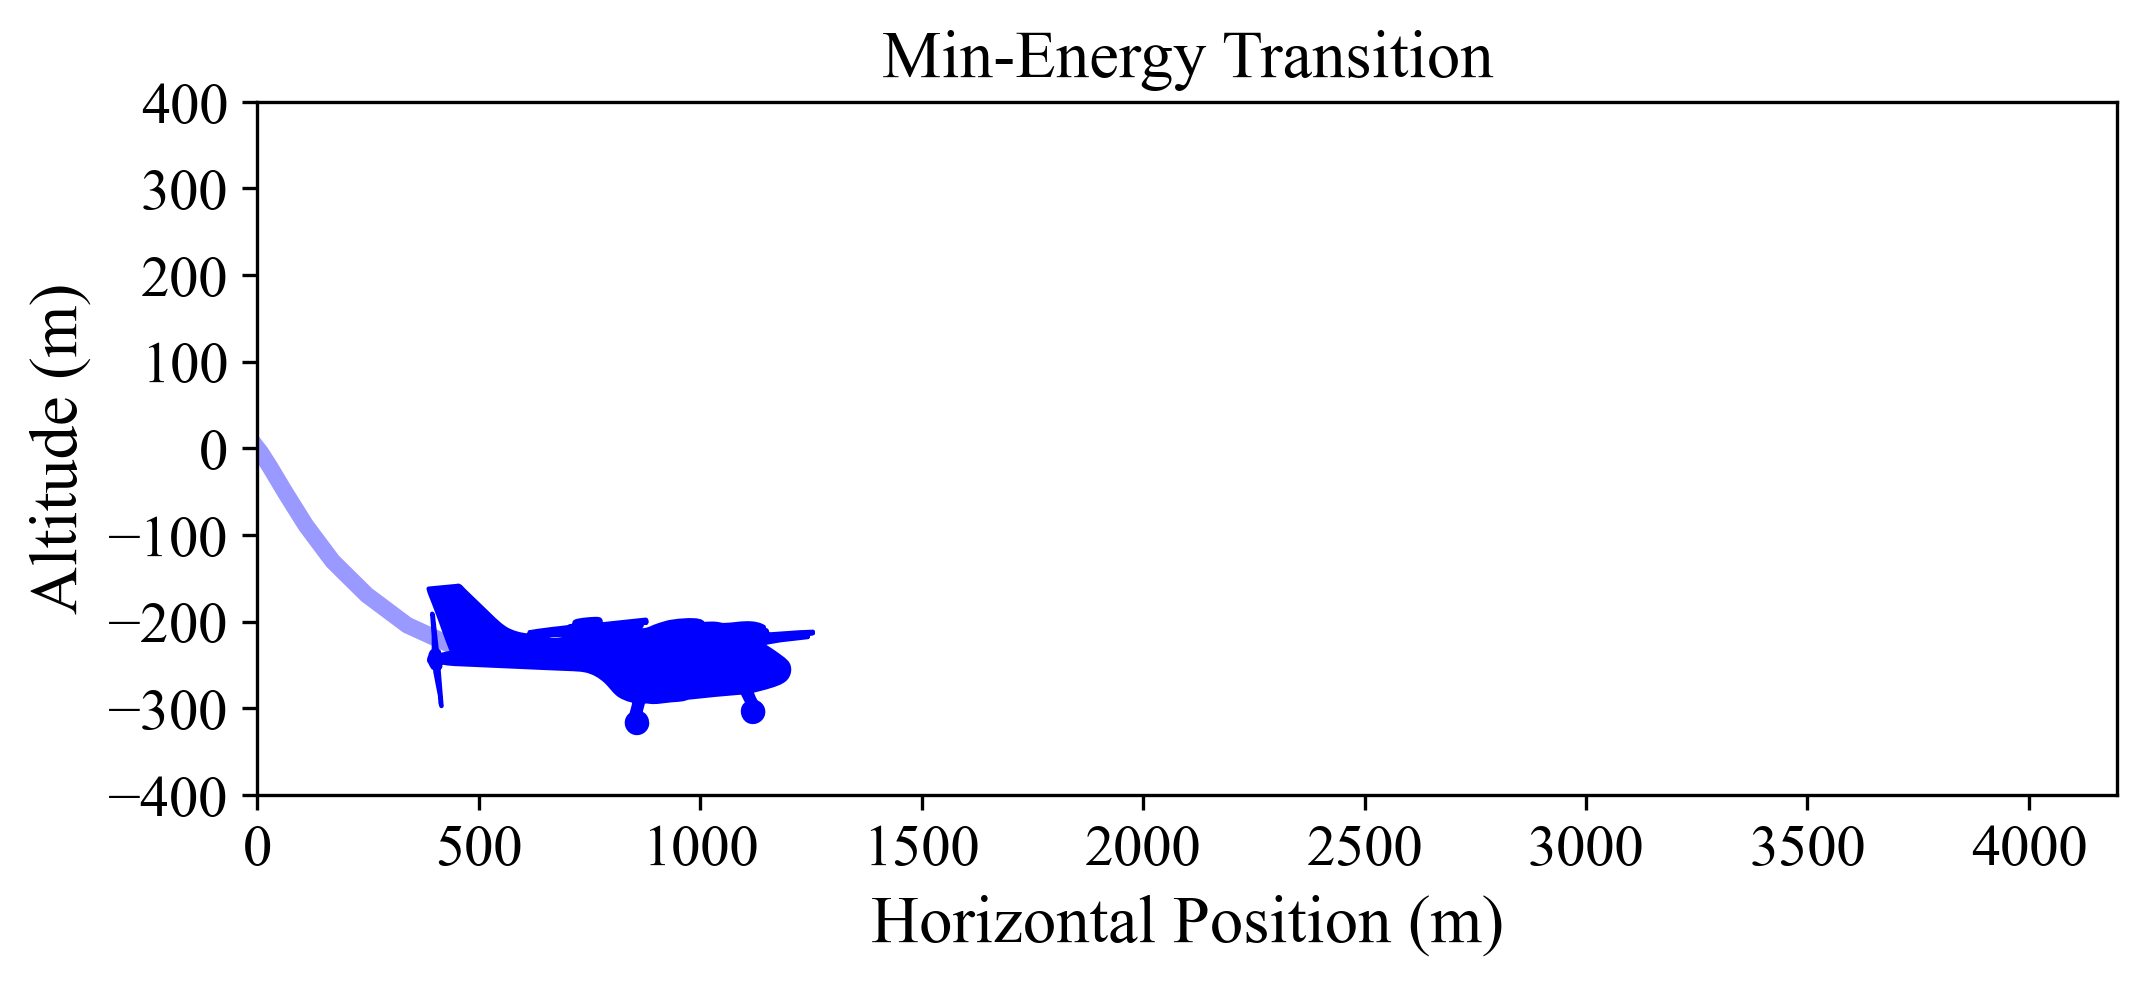 Min-Energy Transition
400
300
200
100
0
−100
−200
−300
−400
Altitude (m)
0 500 1000 1500 2000 2500 3000 3500 4000
Horizontal Position (m)